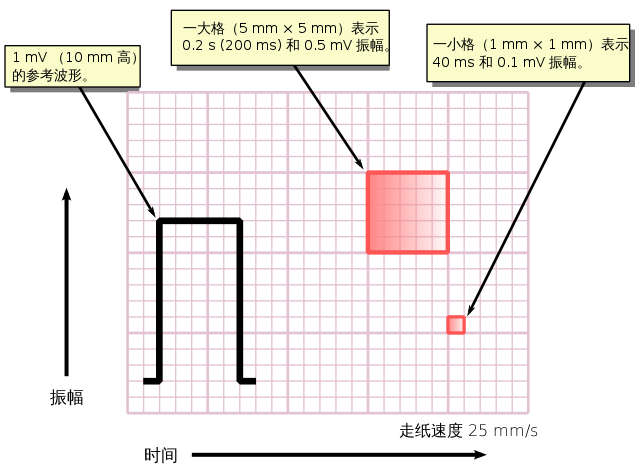 1 mV （10 mm 高）
的参考波形。
一大格（5 mm × 5 mm）表示
0.2 s (200 ms) 和 0.5 mV 振幅。
一小格（1 mm × 1 mm）表示
40 ms 和 0.1 mV 振幅。
振幅
走纸速度 25 mm/s
时间